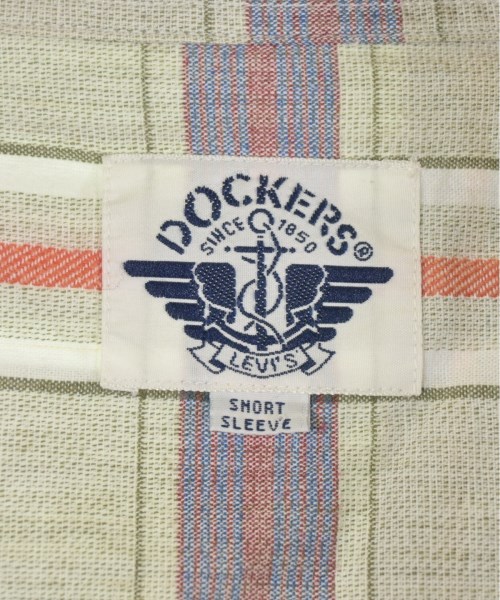 DOCKERS®
SINCE 1850
LEVI'S
SHORT
SLEEVE